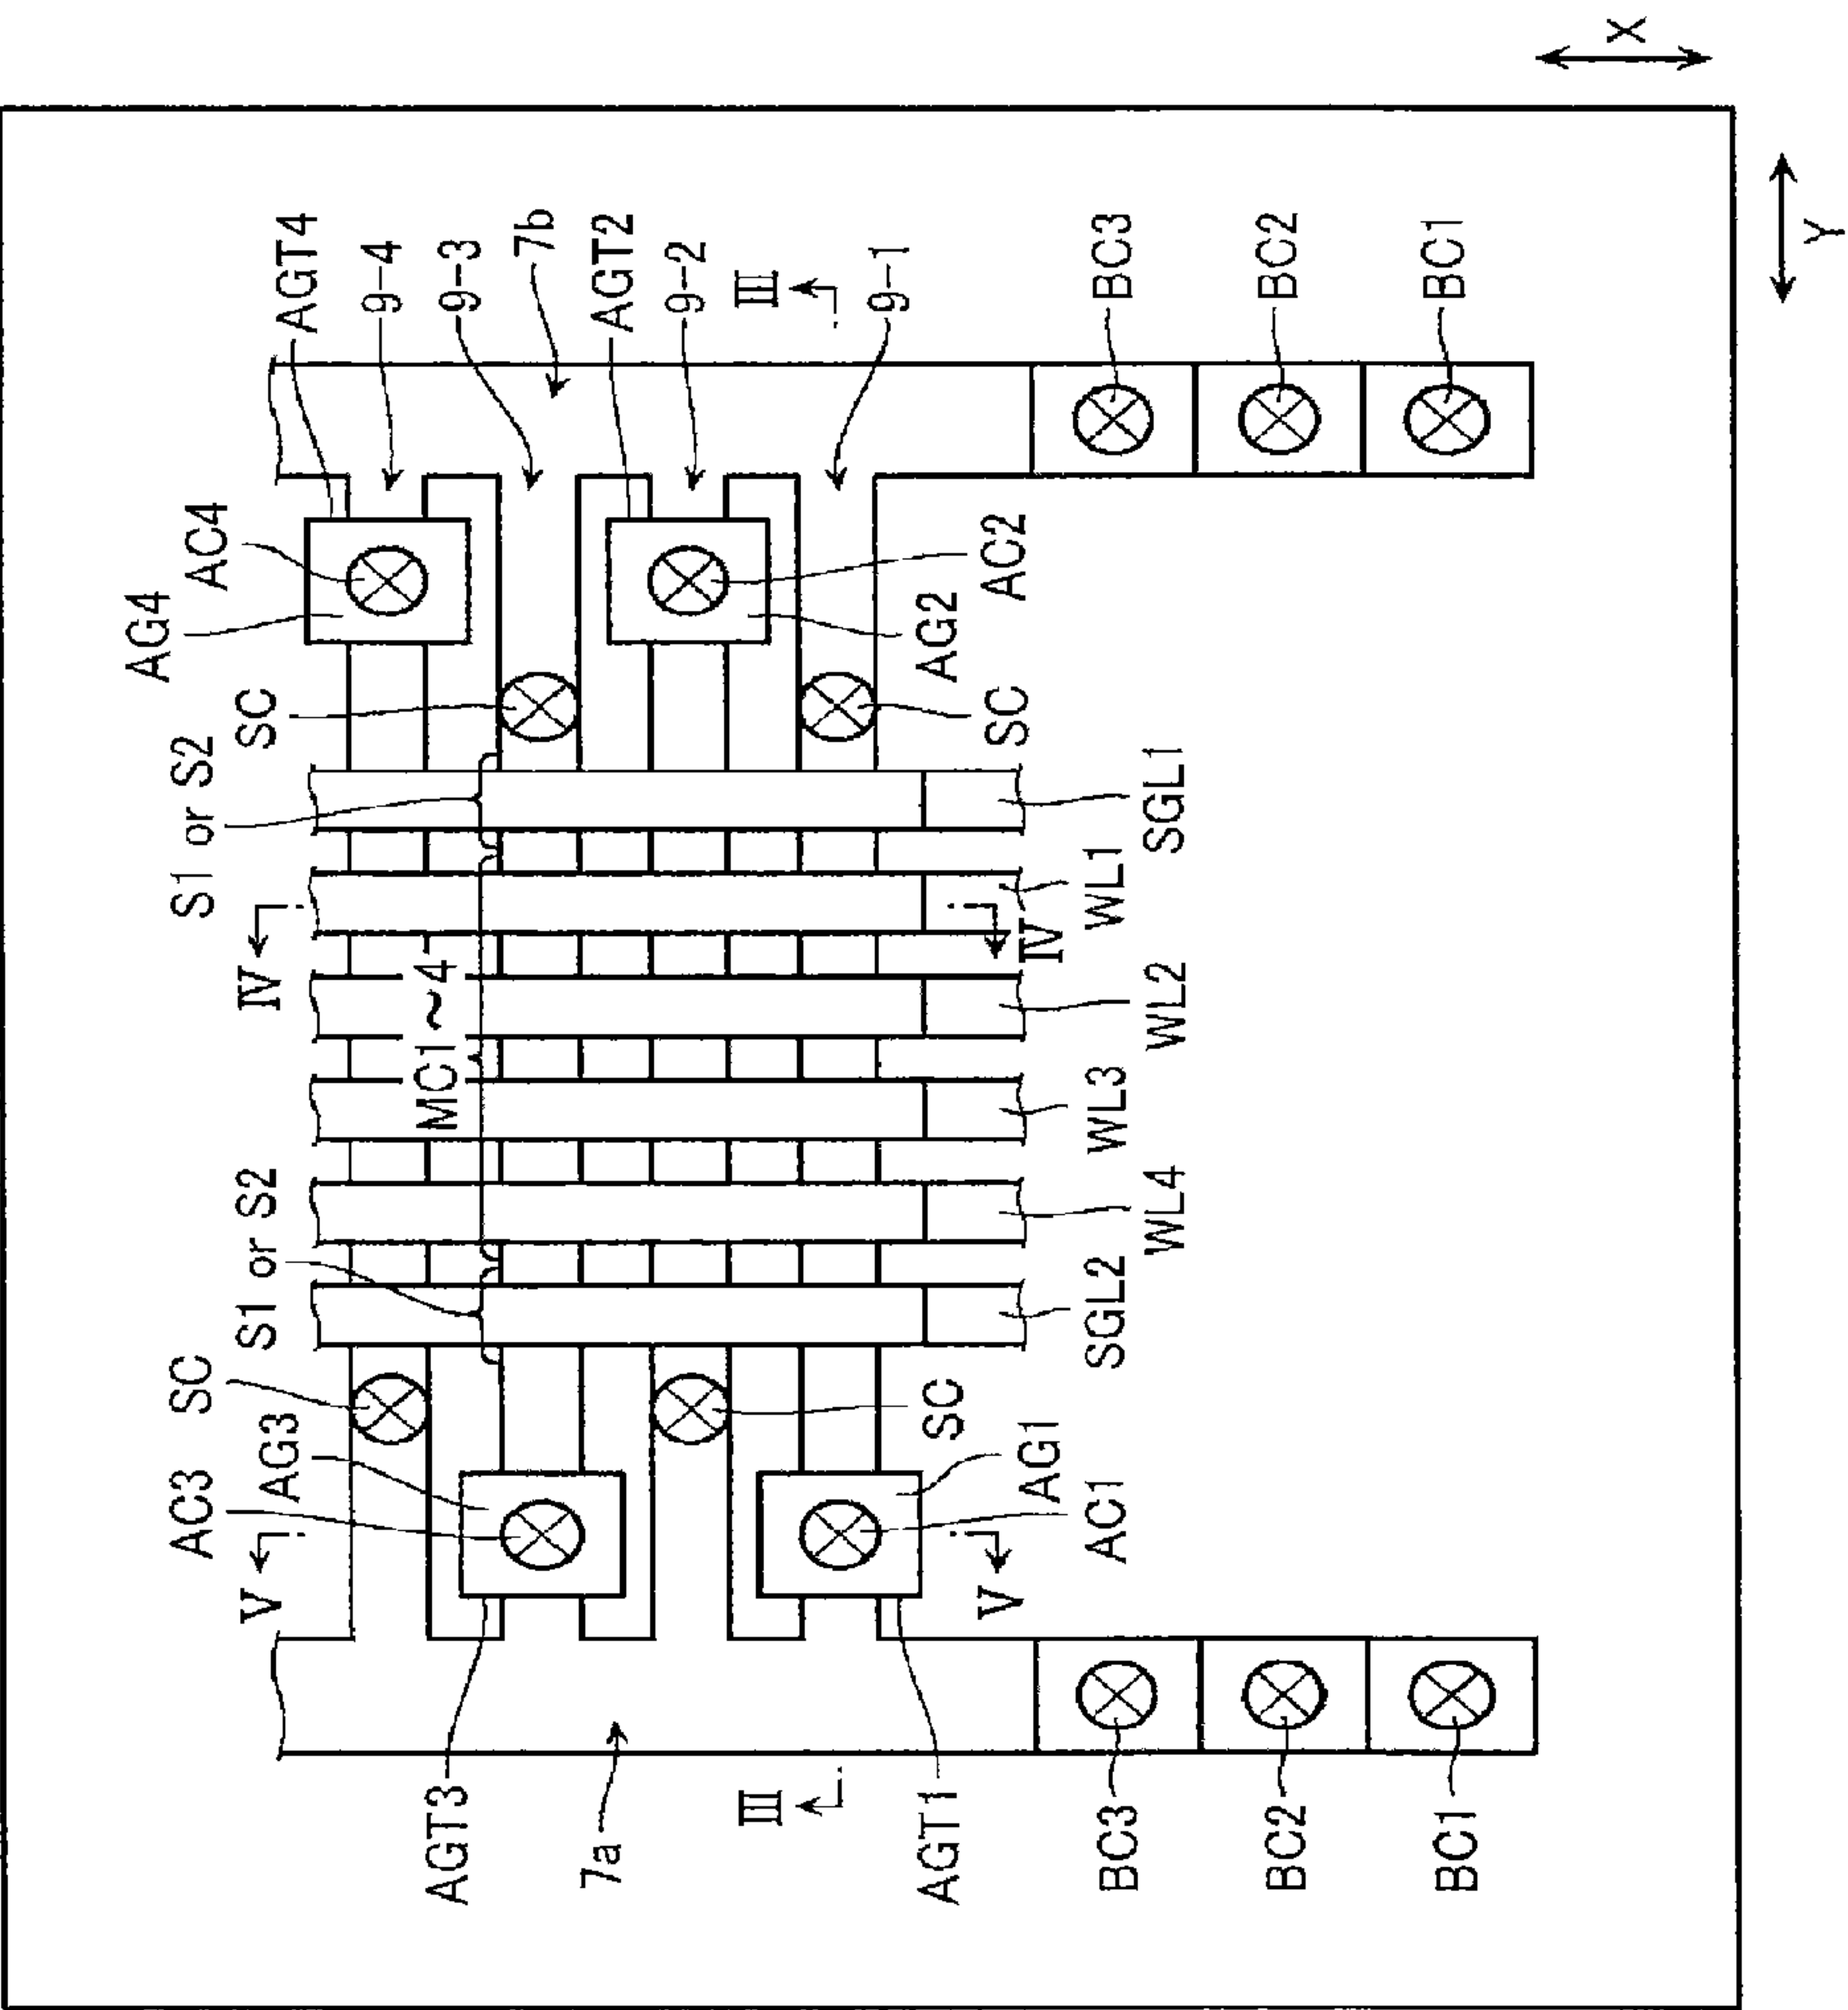 AG4
AC3
SC
S1 or S2
AC4
V
AG3
S1 or S2
IV
SC
AGT4
9-4
AGT3
MC1~4
9-3
7b
7a
AGT2
9-2
III
III
9-1
AGT1
SC
AG2
V
SC
AC2
AG1
IV
BC3
AC1
SGL2
WL3
WL1
BC3
WL4
WL2
SGL1
BC2
BC2
BC1
BC1
X
Y